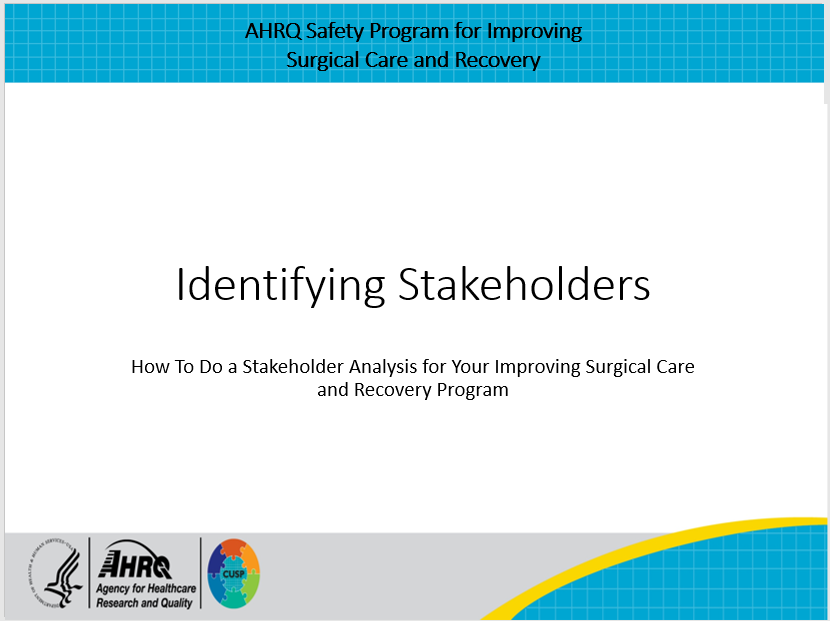 AHRQ Safety Program for Improving
Surgical Care and Recovery
Identifying Stakeholders
How To Do a Stakeholder Analysis for Your Improving Surgical Care
and Recovery Program
AHRQ
Agency for Healthcare
Research and Quality
CUSP